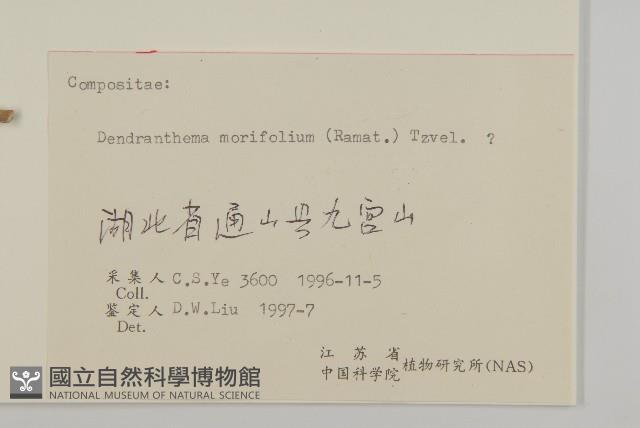 Compositae:
Dendranthema morifolium (Ramat.) Tzvel. ?
湖北省通山县九宫山
采集人 C.S.Ye 3600 1996-11-5
Coll.
鉴定人 D.W.Liu 1997-7
Det.
江苏省
中国科学院 植物研究所(NAS)
國立自然科學博物館
NATIONAL MUSEUM OF NATURAL SCIENCE